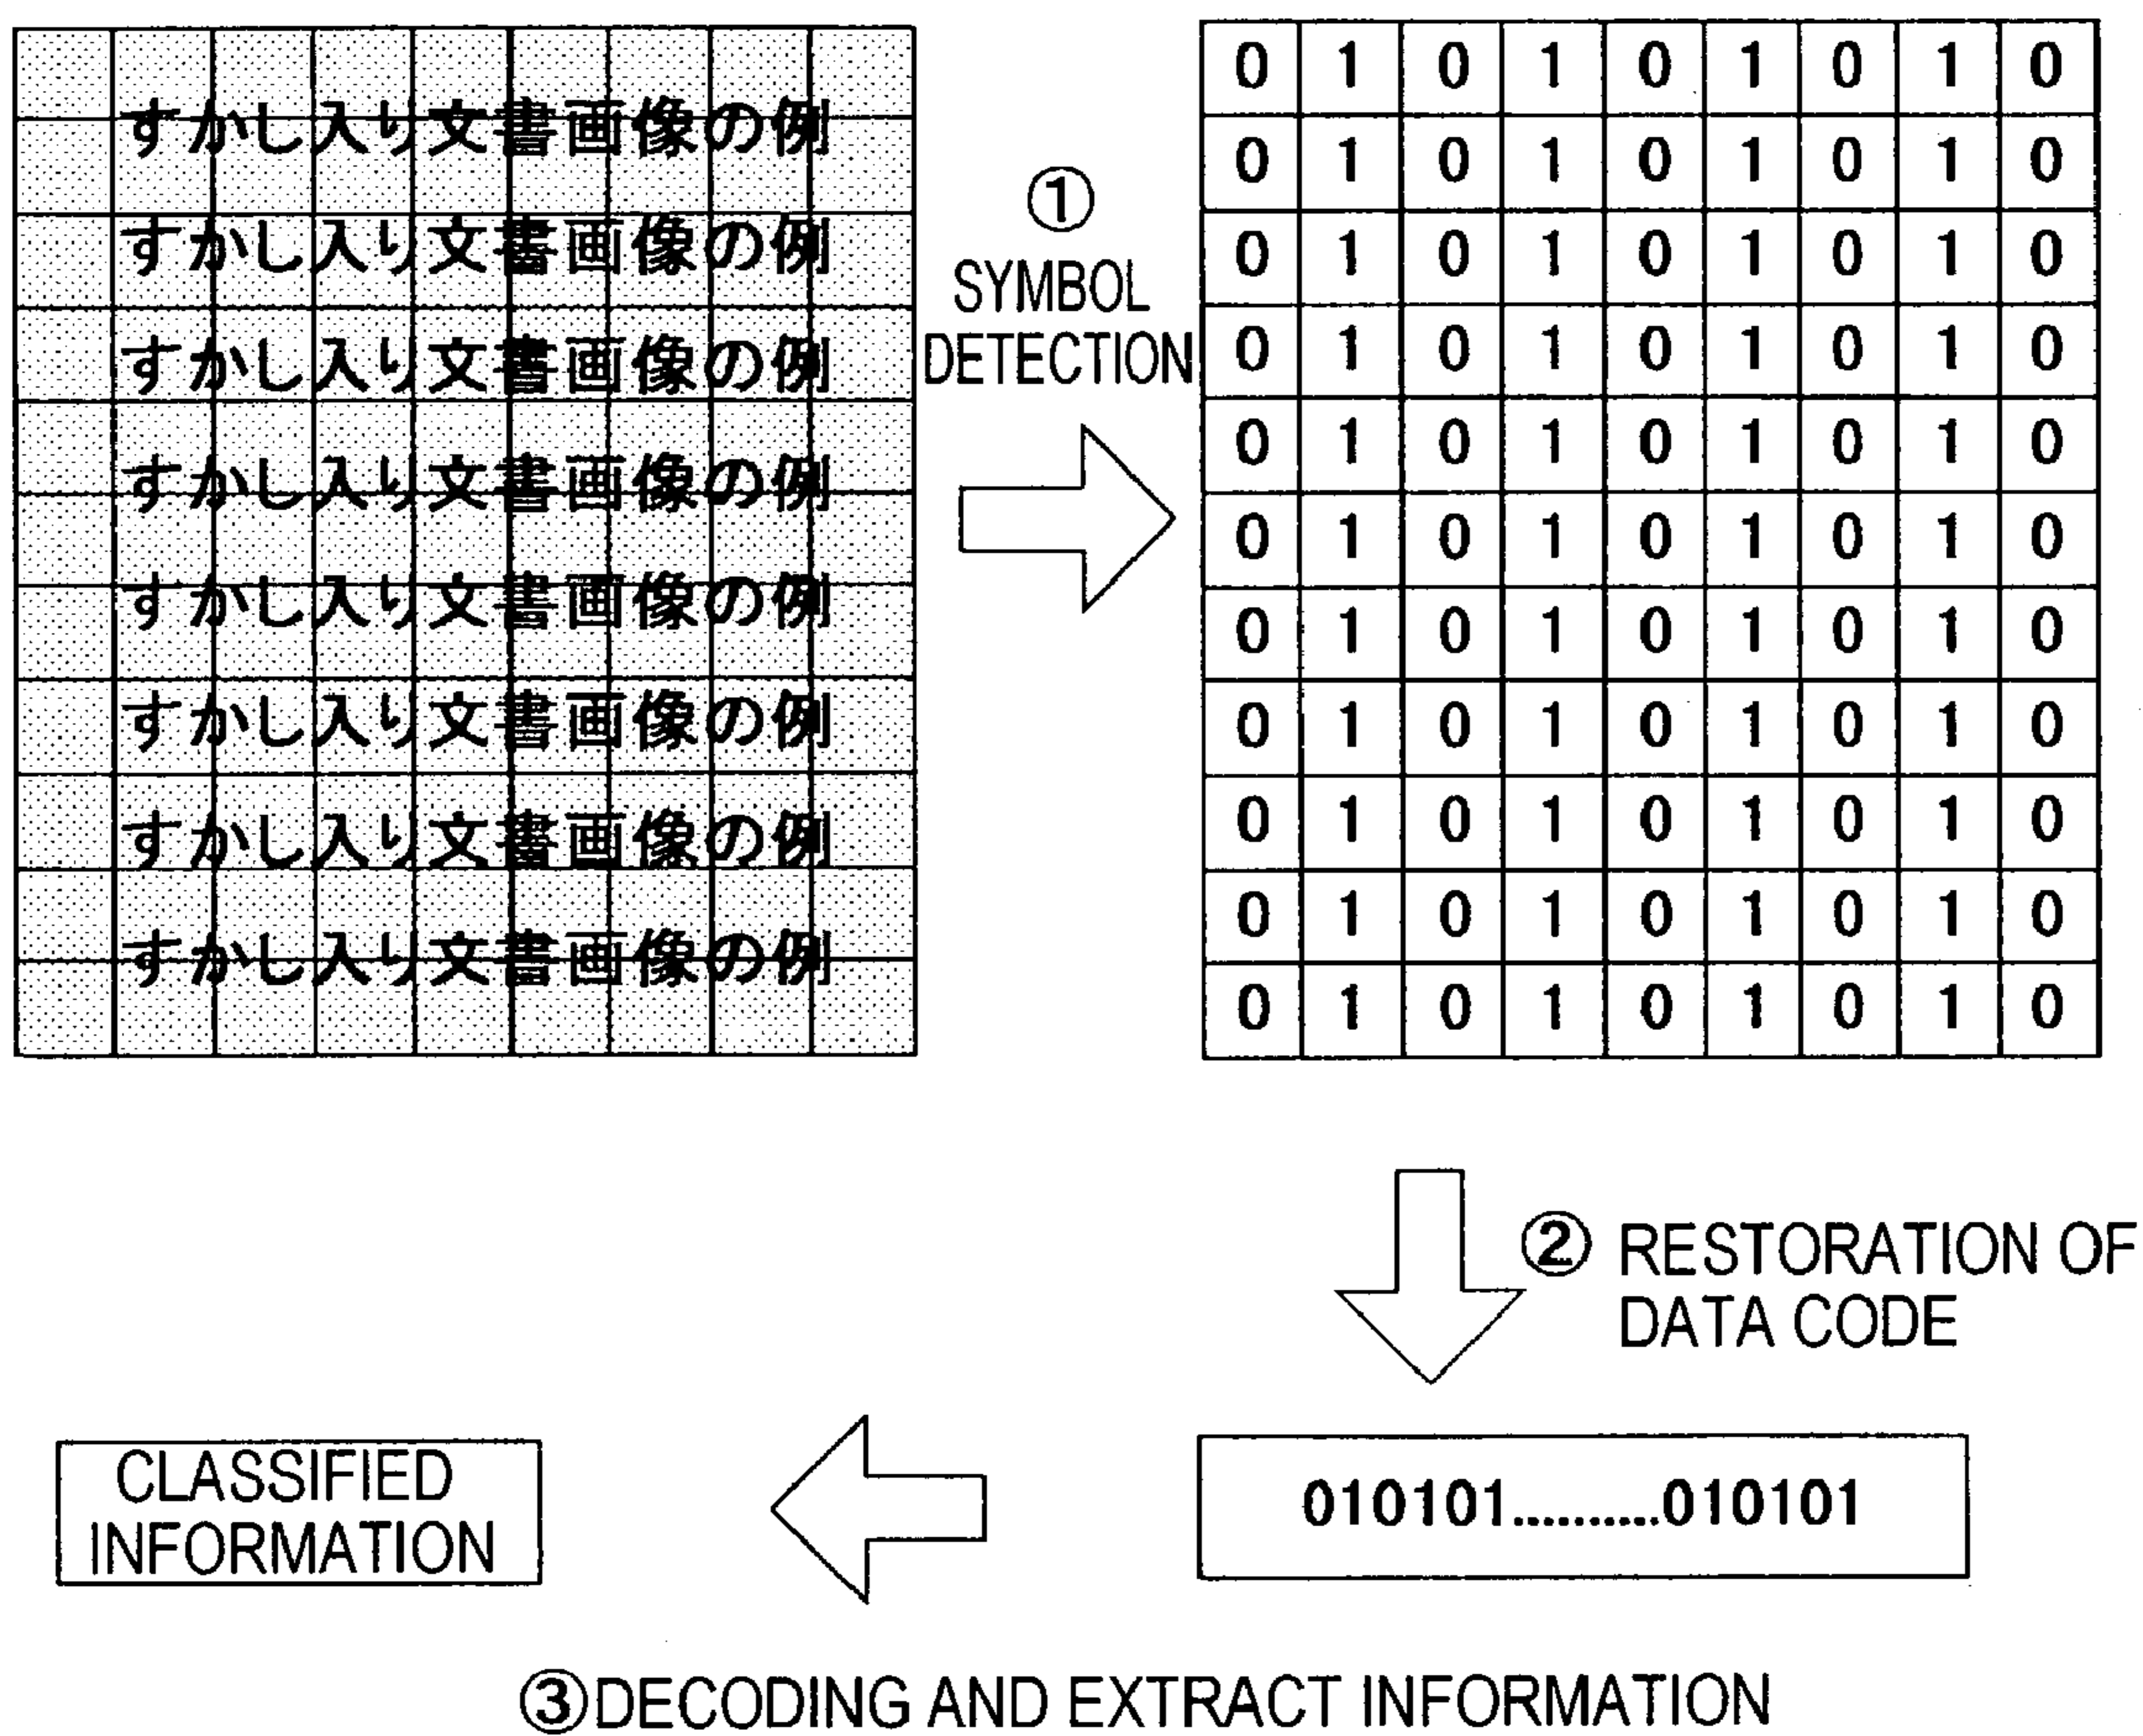 すかし入り文書画像の例
すかし入り文書画像の例
すかし入り文書画像の例
すかし入り文書画像の例
すかし入り文書画像の例
すかし入り文書画像の例
すかし入り文書画像の例
すかし入り文書画像の例
①
SYMBOL
DETECTION
0 1 0 1 0 1 0 1 0
0 1 0 1 0 1 0 1 0
0 1 0 1 0 1 0 1 0
0 1 0 1 0 1 0 1 0
0 1 0 1 0 1 0 1 0
0 1 0 1 0 1 0 1 0
0 1 0 1 0 1 0 1 0
0 1 0 1 0 1 0 1 0
0 1 0 1 0 1 0 1 0
0 1 0 1 0 1 0 1 0
0 1 0 1 0 1 0 1 0
② RESTORATION OF
DATA CODE
010101..........010101
CLASSIFIED
INFORMATION
③DECODING AND EXTRACT INFORMATION